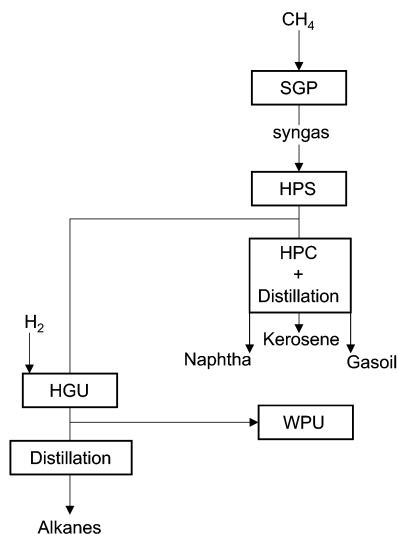 CH₄
SGP
syngas
HPS
HPC
+
Distillation
Kerosene
Naphtha
Gasoil
H₂
HGU
WPU
Distillation
Alkanes